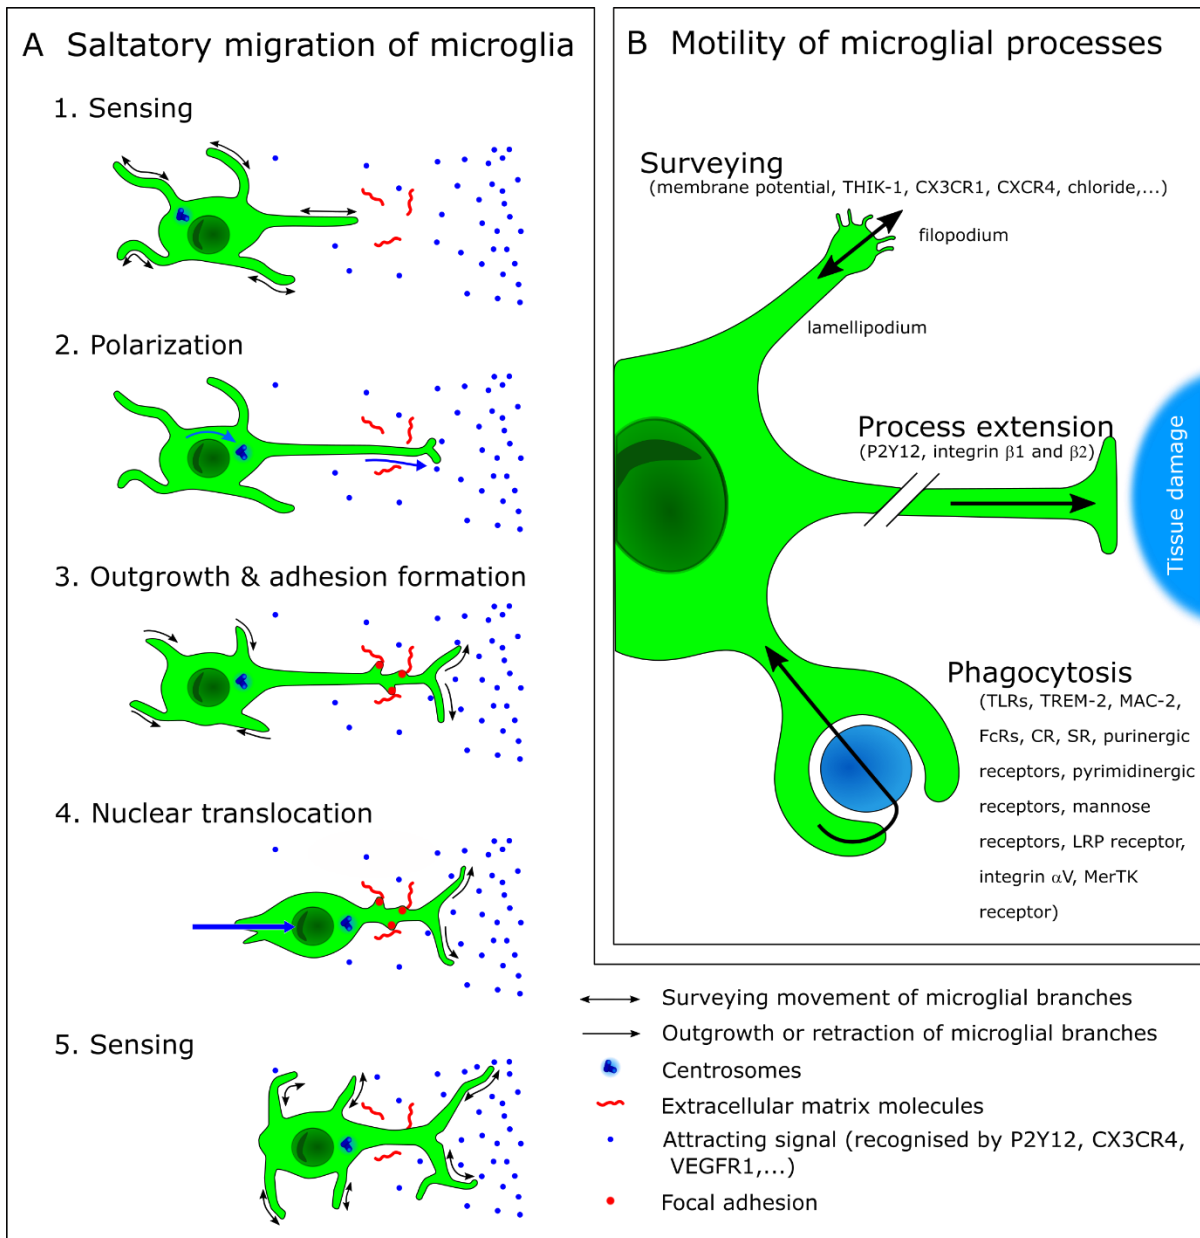 A Saltatory migration of microglia
1. Sensing
2. Polarization
3. Outgrowth & adhesion formation
4. Nuclear translocation
5. Sensing
B Motility of microglial processes
Surveying
(membrane potential, THIK-1, CX3CR1, CXCR4, chloride,...)
filopodium
lamellipodium
Process extension
(P2Y12, integrin β1 and β2)
Tissue damage
Phagocytosis
(TLRs, TREM-2, MAC-2,
FcRs, CR, SR, purinergic
receptors, pyrimidinergic
receptors, mannose
receptors, LRP receptor,
integrin αV, MerTK
receptor)
Surveying movement of microglial branches
Outgrowth or retraction of microglial branches
Centrosomes
Extracellular matrix molecules
Attracting signal (recognised by P2Y12, CX3CR4,
VEGFR1,...)
Focal adhesion